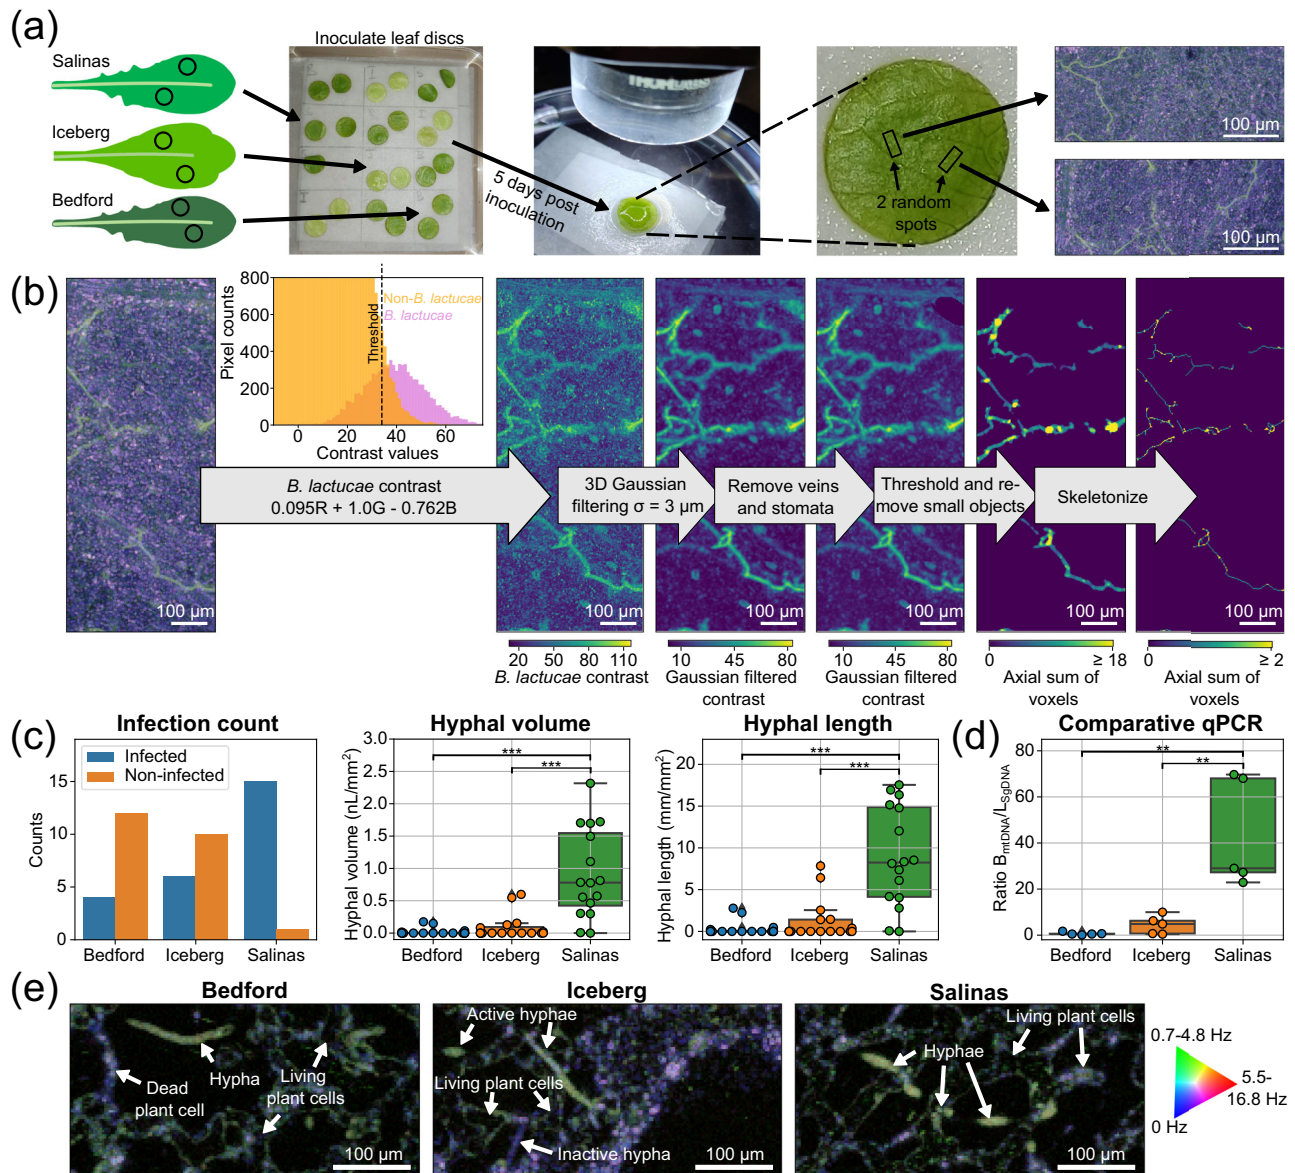 (a)
Salinas
Iceberg
Bedford
Inoculate leaf discs
THORLABS
5 days post
inoculation
2 random
spots
100 µm
100 µm
(b)
Pixel counts
800
600
400
200
0
0
20
40
60
Contrast values
Threshold
Non-B. lactucae
B. lactucae
B. lactucae contrast
0.095R + 1.0G - 0.762B
3D Gaussian
filtering σ = 3 µm
Remove veins
and stomata
Threshold and re-
move small objects
Skeletonize
100 µm
100 µm
100 µm
100 µm
100 µm
100 µm
20 50 80 110
B. lactucae contrast
10 45 80
Gaussian filtered
contrast
10 45 80
Gaussian filtered
contrast
0 ≥ 18
Axial sum of
voxels
0 ≥ 2
Axial sum of
voxels
(c)
Infection count
Infected
Non-infected
Counts
15
10
5
0
Bedford Iceberg Salinas
Hyphal volume
Hyphal volume (nL/mm²)
3.0
2.5
2.0
1.5
1.0
0.5
0.0
***
***
Bedford Iceberg Salinas
Hyphal length
Hyphal length (mm/mm²)
20
15
10
5
0
***
***
Bedford Iceberg Salinas
(d)
Comparative qPCR
Ratio BmtDNA/LSgDNA
80
60
40
20
0
**
**
Bedford Iceberg Salinas
(e)
Bedford
Dead
plant cell
Hypha
Living
plant cells
100 µm
Iceberg
Active hyphae
Living plant cells
Inactive hypha
100 µm
Salinas
Living plant cells
Hyphae
100 µm
0.7-4.8 Hz
5.5-
16.8 Hz
0 Hz